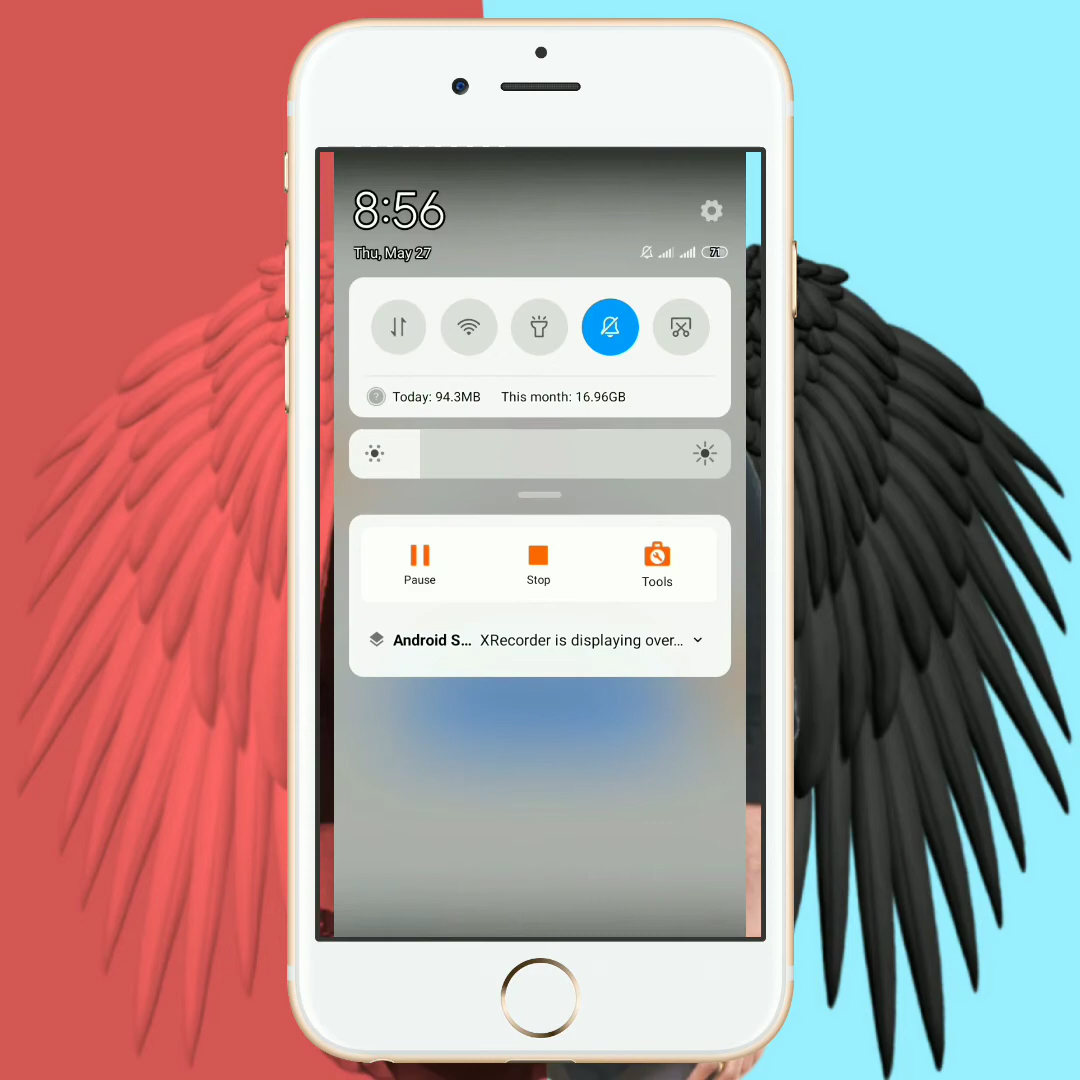 8:56
Thu, May 27
71
Today: 94.3MB This month: 16.96GB
Pause Stop Tools
Android S... XRecorder is displaying over...